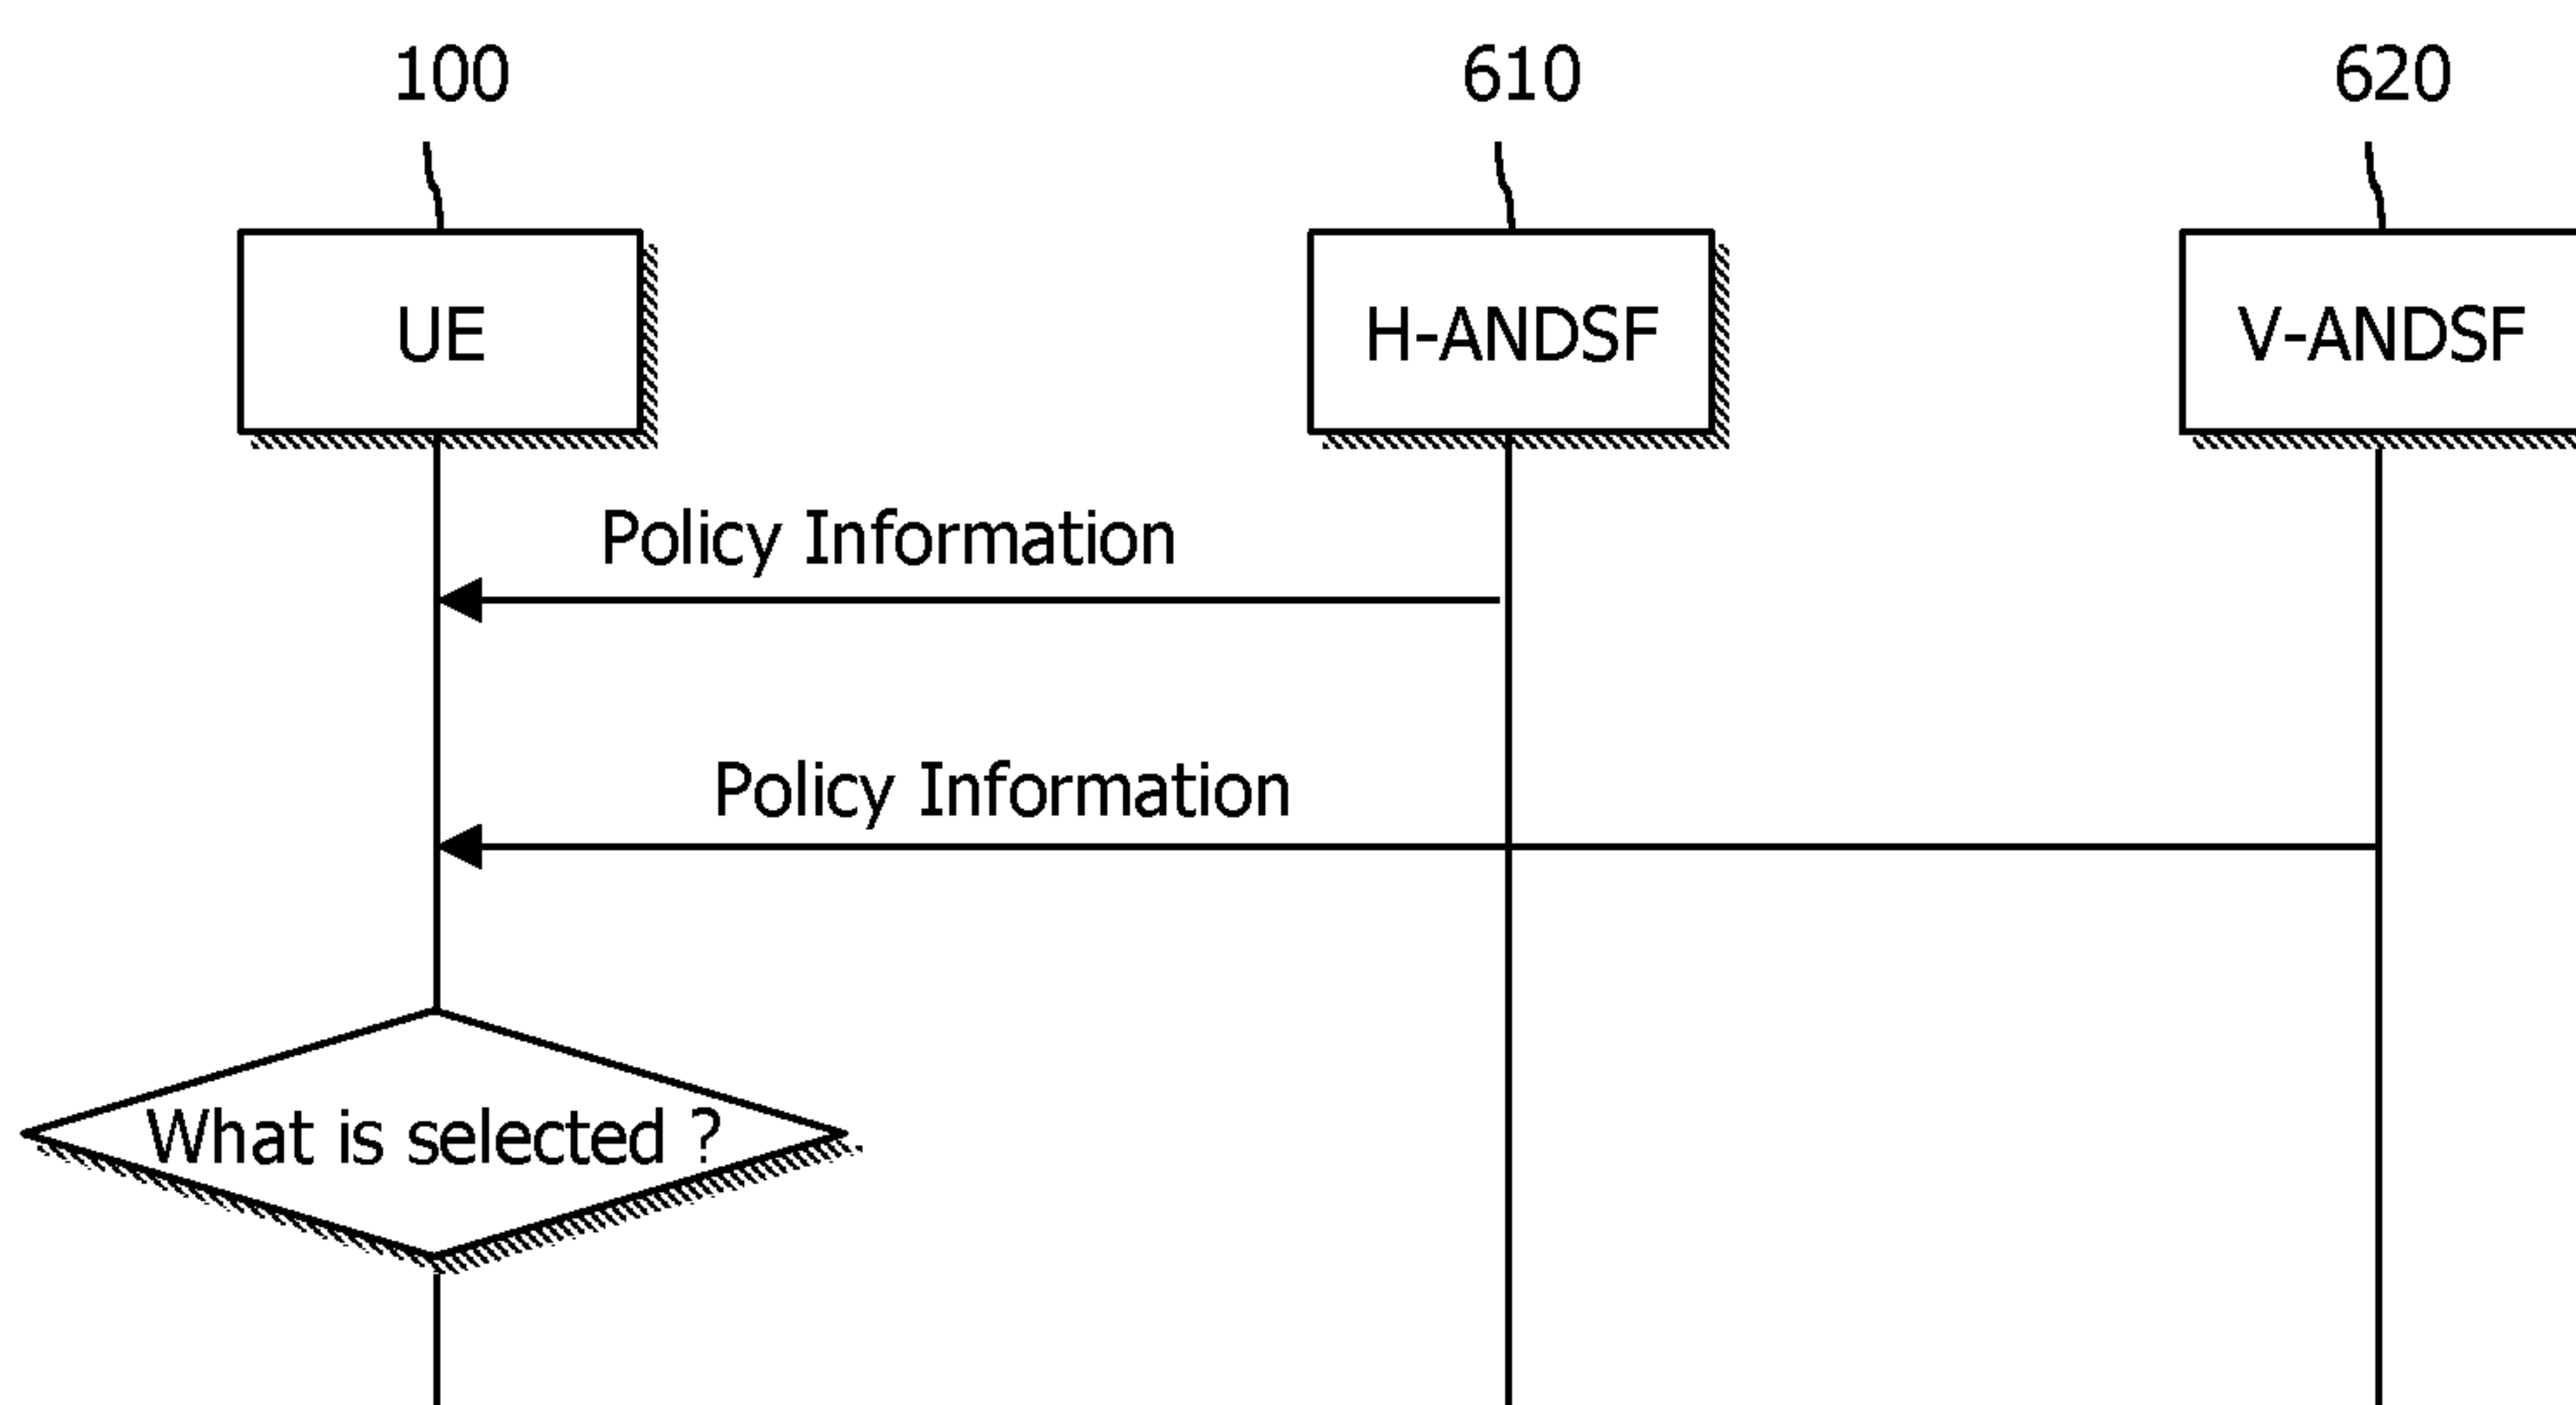 100 610 620
UE H-ANDSF V-ANDSF
Policy Information
Policy Information
What is selected ?